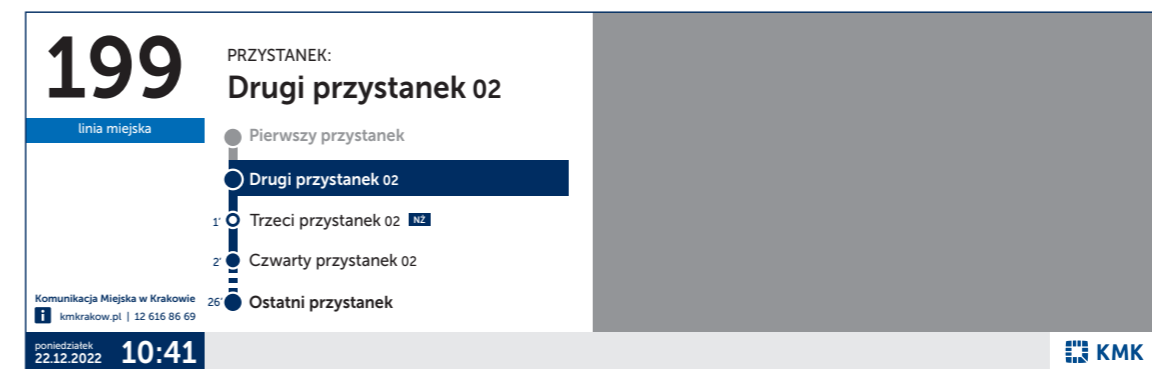 199
linia miejska
PRZYSTANEK:
Drugi przystanek 02
Pierwszy przystanek
Drugi przystanek 02
1' Trzeci przystanek 02 NŻ
2' Czwarty przystanek 02
26' Ostatni przystanek
Komunikacja Miejska w Krakowie
i kmkrakow.pl | 12 616 86 69
poniedziałek
22.12.2022 10:41
KMK